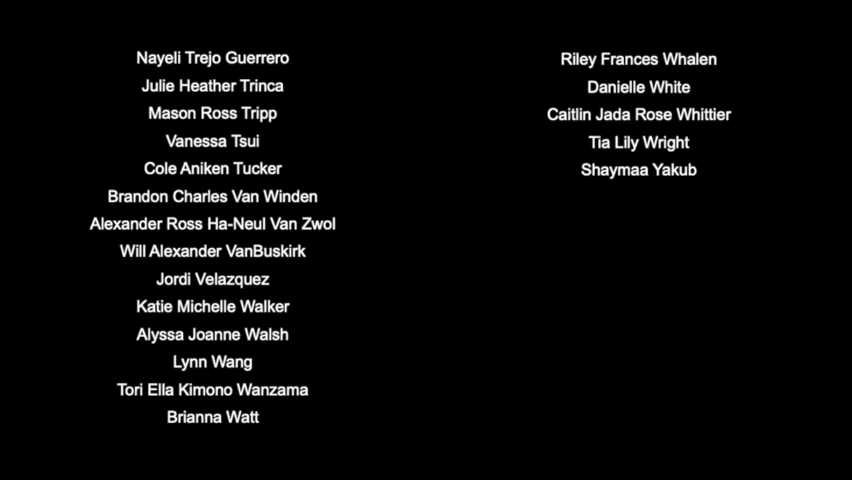 Nayeli Trejo Guerrero
Julie Heather Trinca
Mason Ross Tripp
Vanessa Tsui
Cole Aniken Tucker
Brandon Charles Van Winden
Alexander Ross Ha-Neul Van Zwol
Will Alexander VanBuskirk
Jordi Velazquez
Katie Michelle Walker
Alyssa Joanne Walsh
Lynn Wang
Tori Ella Kimono Wanzama
Brianna Watt
Riley Frances Whalen
Danielle White
Caitlin Jada Rose Whittier
Tia Lily Wright
Shaymaa Yakub